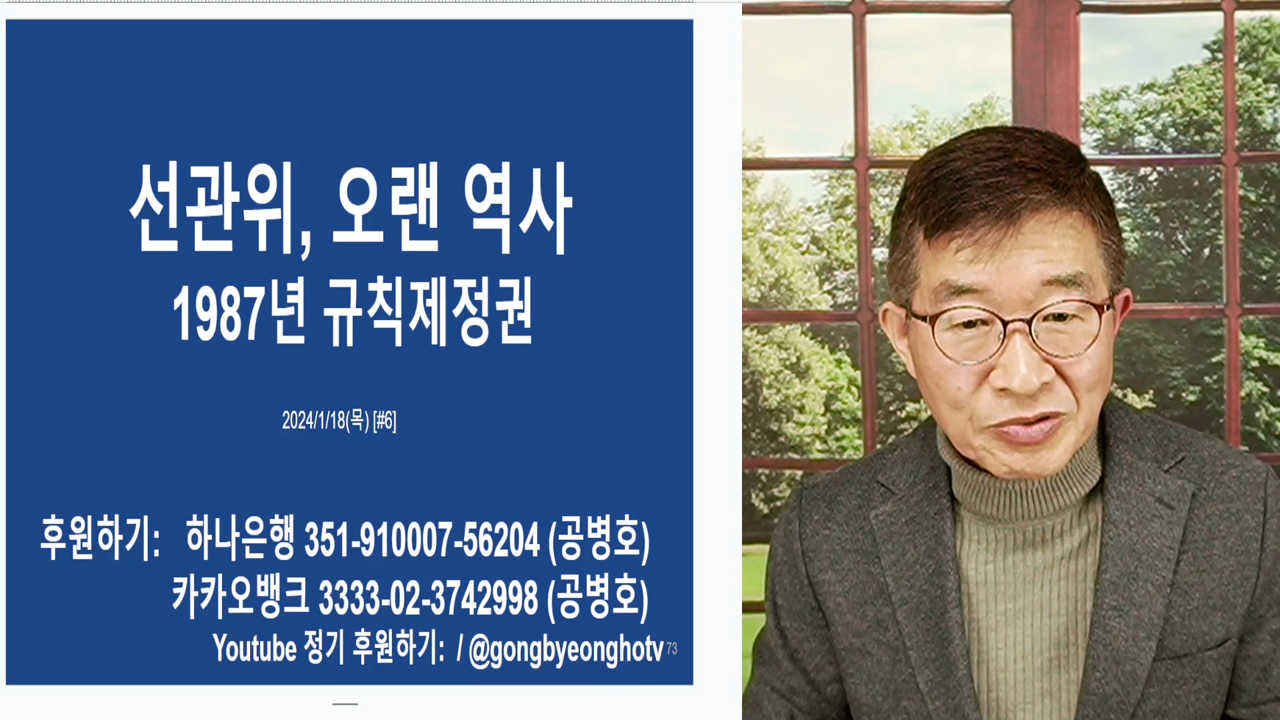 선관위, 오랜 역사
1987년 규칙제정권
2024/1/18(목) [#6]
후원하기: 하나은행 351-910007-56204 (공병호)
카카오뱅크 3333-02-3742998 (공병호)
Youtube 정기 후원하기: / @gongbyeonghotv
73